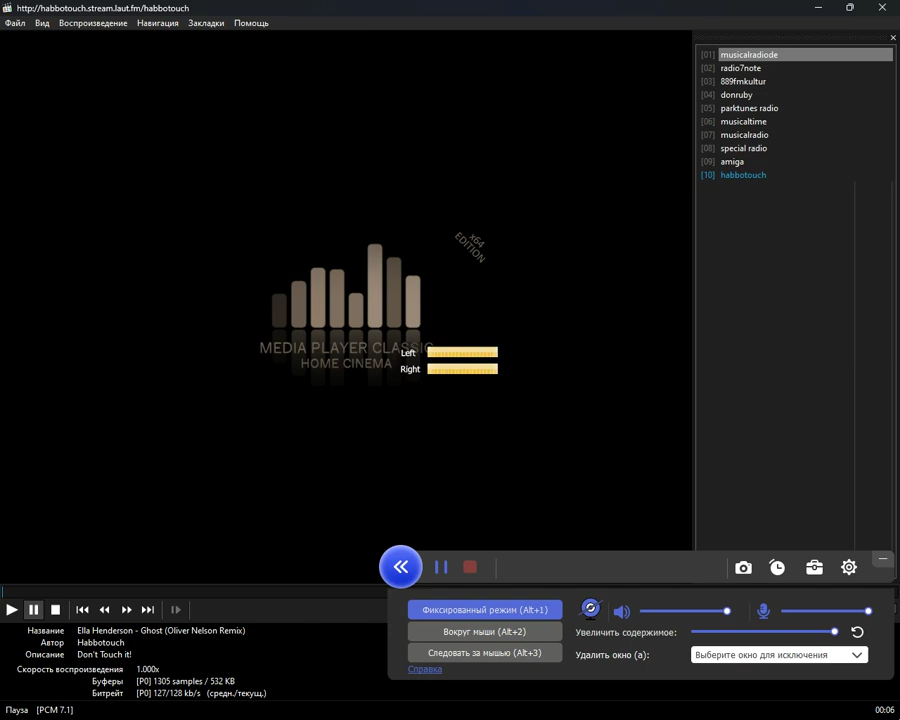 http://habbotouch.stream.laut.fm/habbotouch
Файл Вид Воспроизведение Навигация Закладки Помощь
[01] musicalradiode
[02] radio7note
[03] 889fmkultur
[04] donruby
[05] parktunes radio
[06] musicaltime
[07] musicalradio
[08] special radio
[09] amiga
[10] habbotouch
x64
EDITION
MEDIA PLAYER CLASSIC
HOME CINEMA
Left
Right
Фиксированный режим (Alt+1)
Вокруг мыши (Alt+2)
Следовать за мышью (Alt+3)
Справка
Увеличить содержимое:
Удалить окно (а): Выберите окно для исключения
Название Ella Henderson - Ghost (Oliver Nelson Remix)
Автор Habbotouch
Описание Don't Touch it!
Скорость воспроизведения 1.000x
Буферы [P0] 1305 samples / 532 KB
Битрейт [P0] 127/128 kb/s (средн./текущ.)
Пауза [PCM 7.1] 00:06